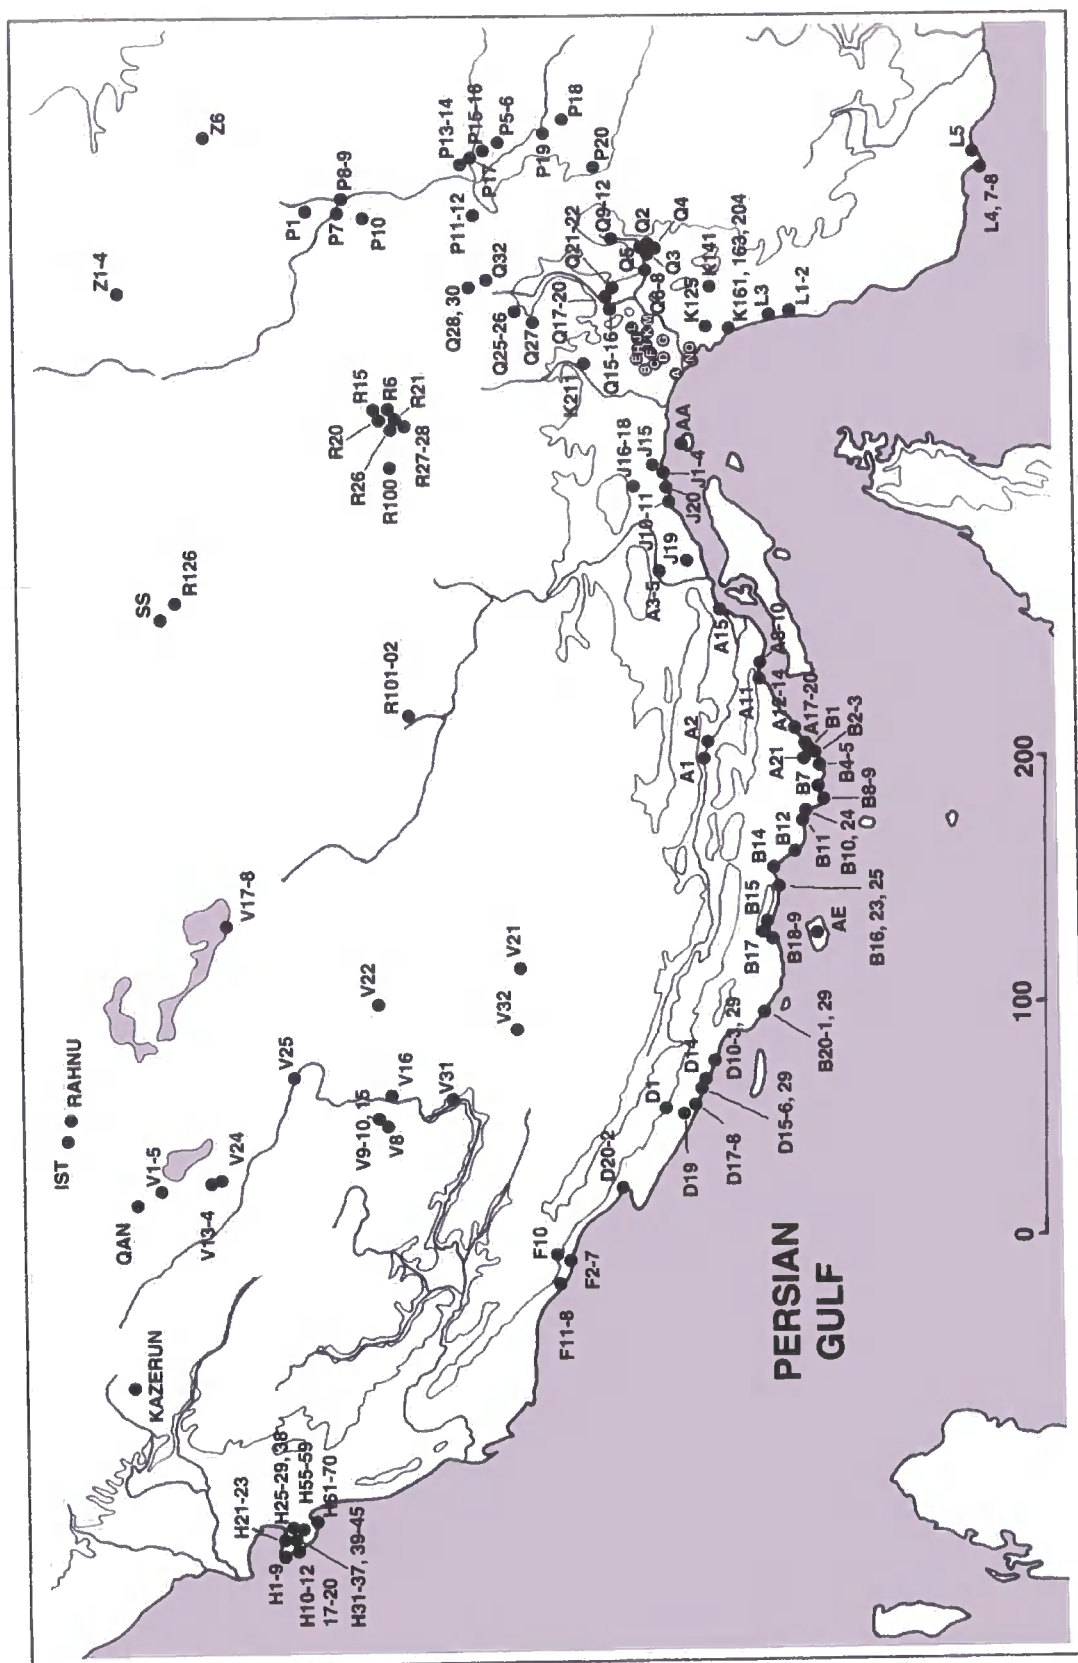 IST
RAHNU
Z1-4
QAN
KAZERUN
V1-5
SS
R126
Z6
V13-4
V24
V17-8
H21-23
H1-9
H25-29, 38
H55-59
H61-70
H10-12
17-20
H31-37, 39-45
V25
P1
P7
P8-9
P10
V9-10, 15
V8
V16
V22
R101-02
R20
R15
R6
R26
R21
R100
R27-28
V31
P13-14
P15-16
P5-6
P17
P11-12
Q28, 30
Q32
V32
V21
Q25-26
Q27
P19
P18
P20
F10
F2-7
F11-8
K211
Q21-22
Q9-12
Q17-20
Q15-16
Q5
Q2
Q4
Q3
Q6-8
D20-2
D1
D14
D10-3, 29
D19
D17-8
D15-6, 29
J16-18
J15
J10-11
J1-4
J20
J19
AA
A3-5
A15
A1
A2
A8-10
A11
A12-14
A17-20
A21
B1
B2-3
B4-5
B7
B8-9
B12
B11
B10, 24
B14
B15
B17
B18-9
AE
B16, 23, 25
B20-1, 29
K125
K141
K161, 163, 204
L3
L1-2
L5
L4, 7-8
PERSIAN
GULF
0
100
200